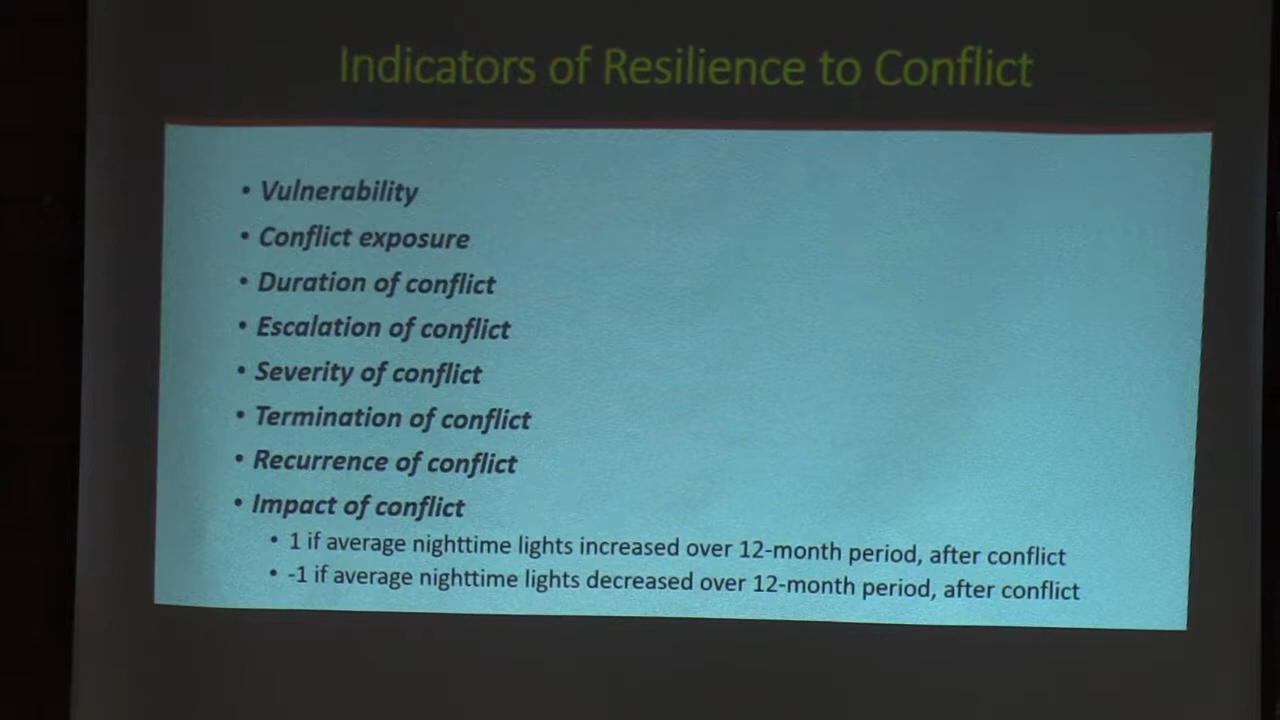 Indicators of Resilience to Conflict
• Vulnerability
• Conflict exposure
• Duration of conflict
• Escalation of conflict
• Severity of conflict
• Termination of conflict
• Recurrence of conflict
• Impact of conflict
• 1 if average nighttime lights increased over 12-month period, after conflict
• -1 if average nighttime lights decreased over 12-month period, after conflict